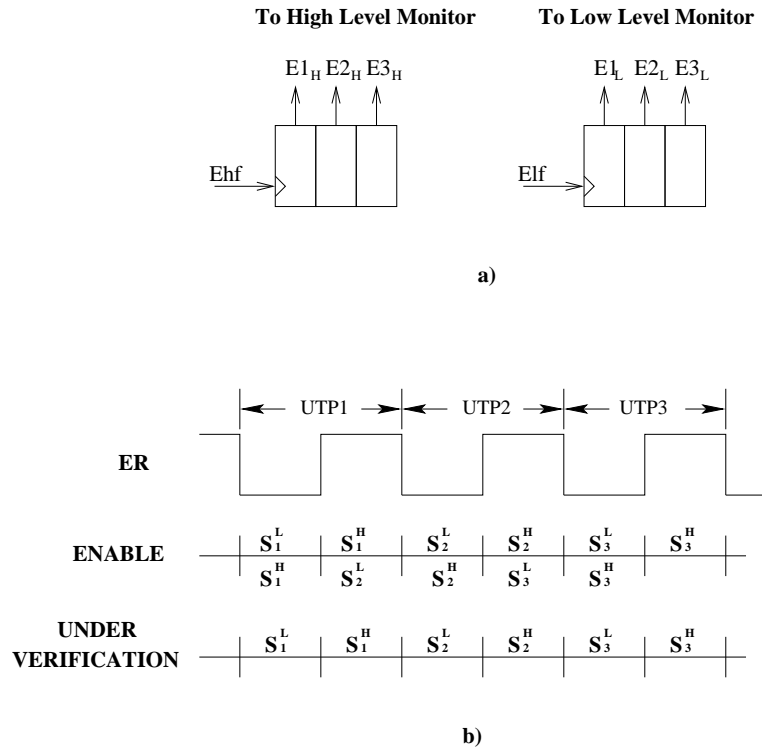 To High Level Monitor To Low Level Monitor
E1H E2H E3H E1L E2L E3L
Ehf Elf
a)
UTP1 UTP2 UTP3
ER
S1L S1H S2L S2H S3L S3H
ENABLE
S1H S2L S2H S3L S3H
UNDER
VERIFICATION
S1L S1H S2L S2H S3L S3H
b)